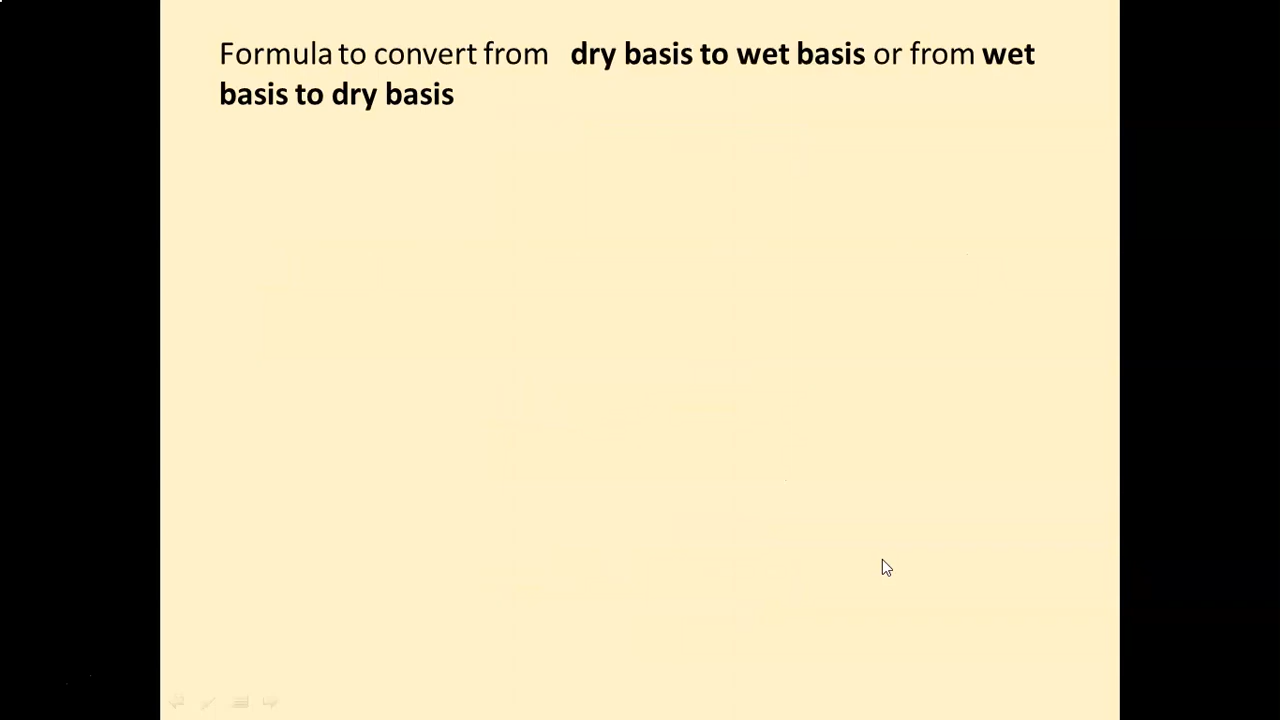 Formula to convert from dry basis to wet basis or from wet
basis to dry basis